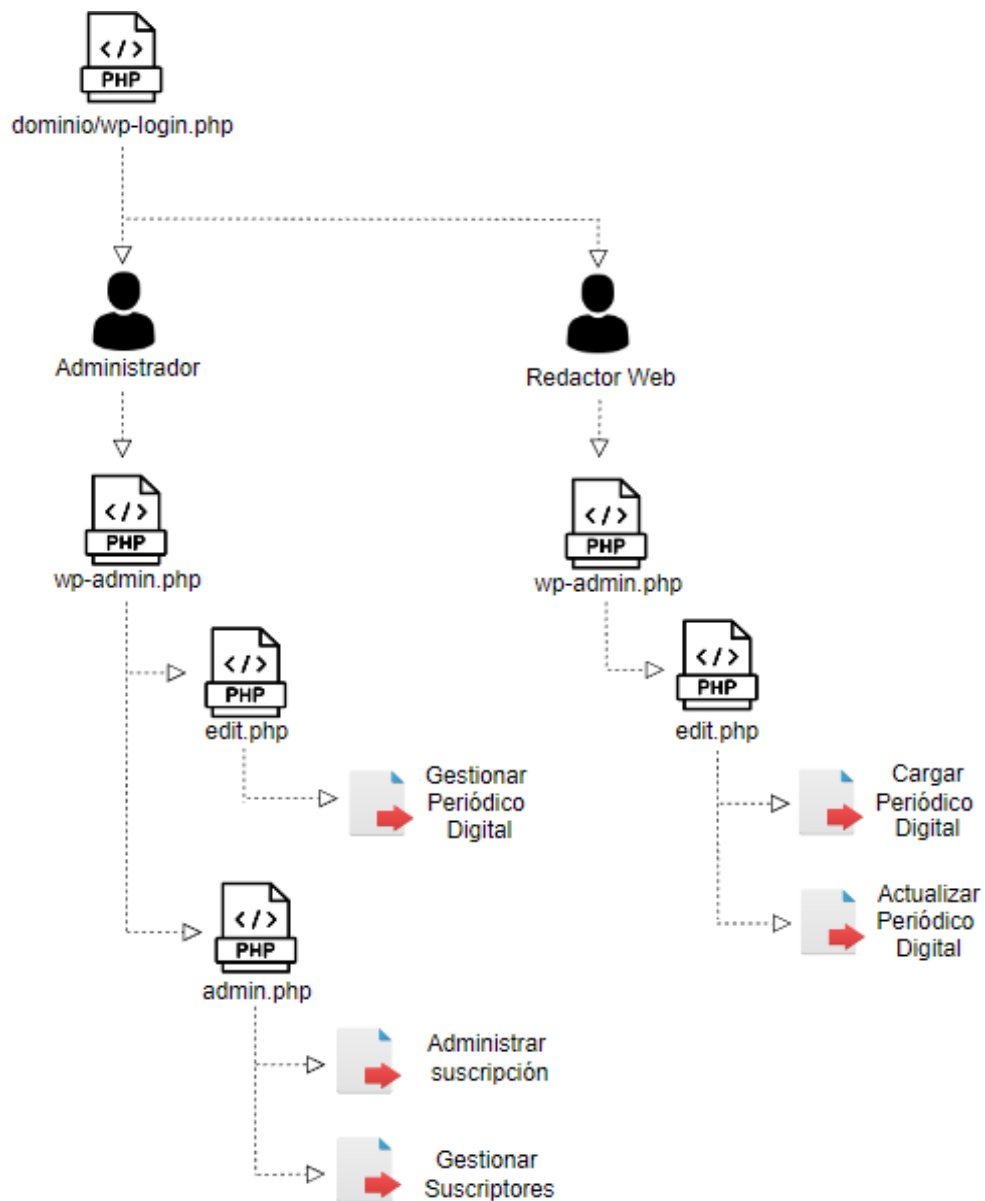 </>
PHP
dominio/wp-login.php
Administrador
Redactor Web
</>
PHP
wp-admin.php
</>
PHP
wp-admin.php
</>
PHP
edit.php
</>
PHP
edit.php
Gestionar
Periódico
Digital
Cargar
Periódico
Digital
Actualizar
Periódico
Digital
</>
PHP
admin.php
Administrar
suscripción
Gestionar
Suscriptores